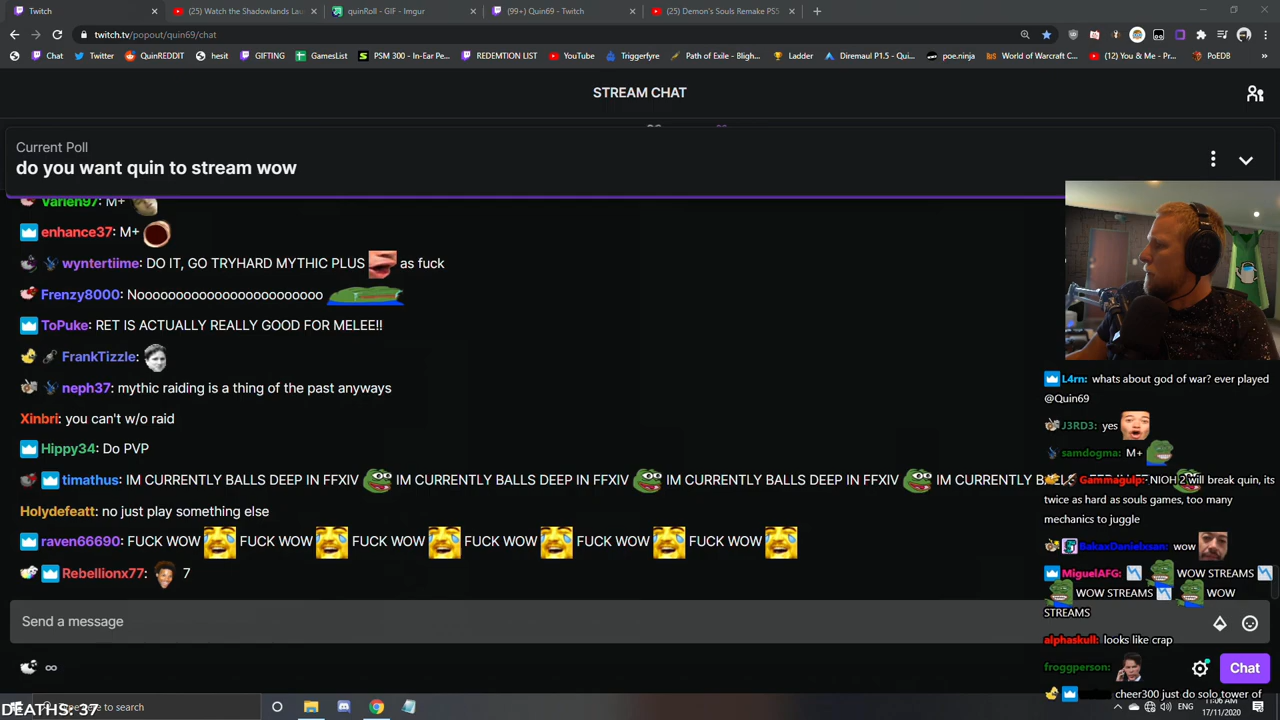 Twitch
(25) Watch the Shadowlands Lau
quinRoll - GIF - Imgur
(99+) Quin69 - Twitch
(25) Demon's Souls Remake PS5
twitch.tv/popout/quin69/chat
Chat
Twitter
QuinREDDIT
hesit
GIFTING
GamesList
PSM 300 - In-Ear Pe...
REDEMTION LIST
YouTube
Triggerfyre
Path of Exile - Bligh...
Ladder
Diremaul P1.5 - Qui...
poe.ninja
World of Warcraft C...
(12) You & Me - Pr...
PoEDB
STREAM CHAT
Current Poll
do you want quin to stream wow
Varien97: M+
enhance37: M+
wyntertiime: DO IT, GO TRYHARD MYTHIC PLUS as fuck
Frenzy8000: Nooooooooooooooooooooooooo
ToPuke: RET IS ACTUALLY REALLY GOOD FOR MELEE!!
FrankTizzle:
neph37: mythic raiding is a thing of the past anyways
Xinbri: you can't w/o raid
Hippy34: Do PVP
timathus: IM CURRENTLY BALLS DEEP IN FFXIV IM CURRENTLY BALLS DEEP IN FFXIV IM CURRENTLY BALLS DEEP IN FFXIV IM CURRENTLY
Holydefeatt: no just play something else
raven66690: FUCK WOW FUCK WOW FUCK WOW FUCK WOW FUCK WOW FUCK WOW
Rebellionx77: 7
Send a message
Chat
L4rn: whats about god of war? ever played
@Quin69
J3RD3: yes
samdogma: M+
Gammagulp: NIOH 2 will break quin, its
twice as hard as souls games, too many
mechanics to juggle
BakaxDanielxsan: wow
MiguelAFG: WOW STREAMS
WOW STREAMS WOW
STREAMS
alphaskull: looks like crap
froggperson:
cheer300 just do solo tower of
DEATHS: 37
here to search
ENG
11:06 AM
17/11/2020